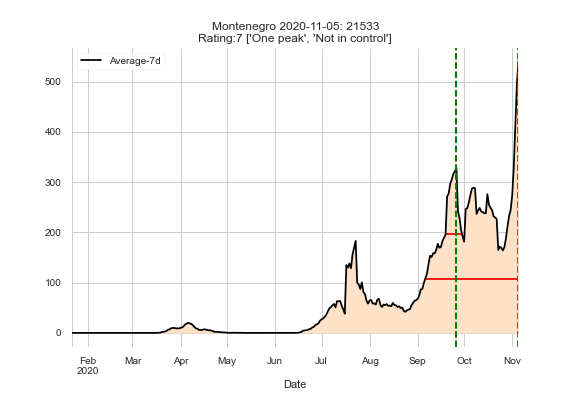 Montenegro 2020-11-05: 21533
Rating:7 ['One peak', 'Not in control']
Average-7d
500
400
300
200
100
0
Feb Mar Apr May Jun Jul Aug Sep Oct Nov
2020
Date